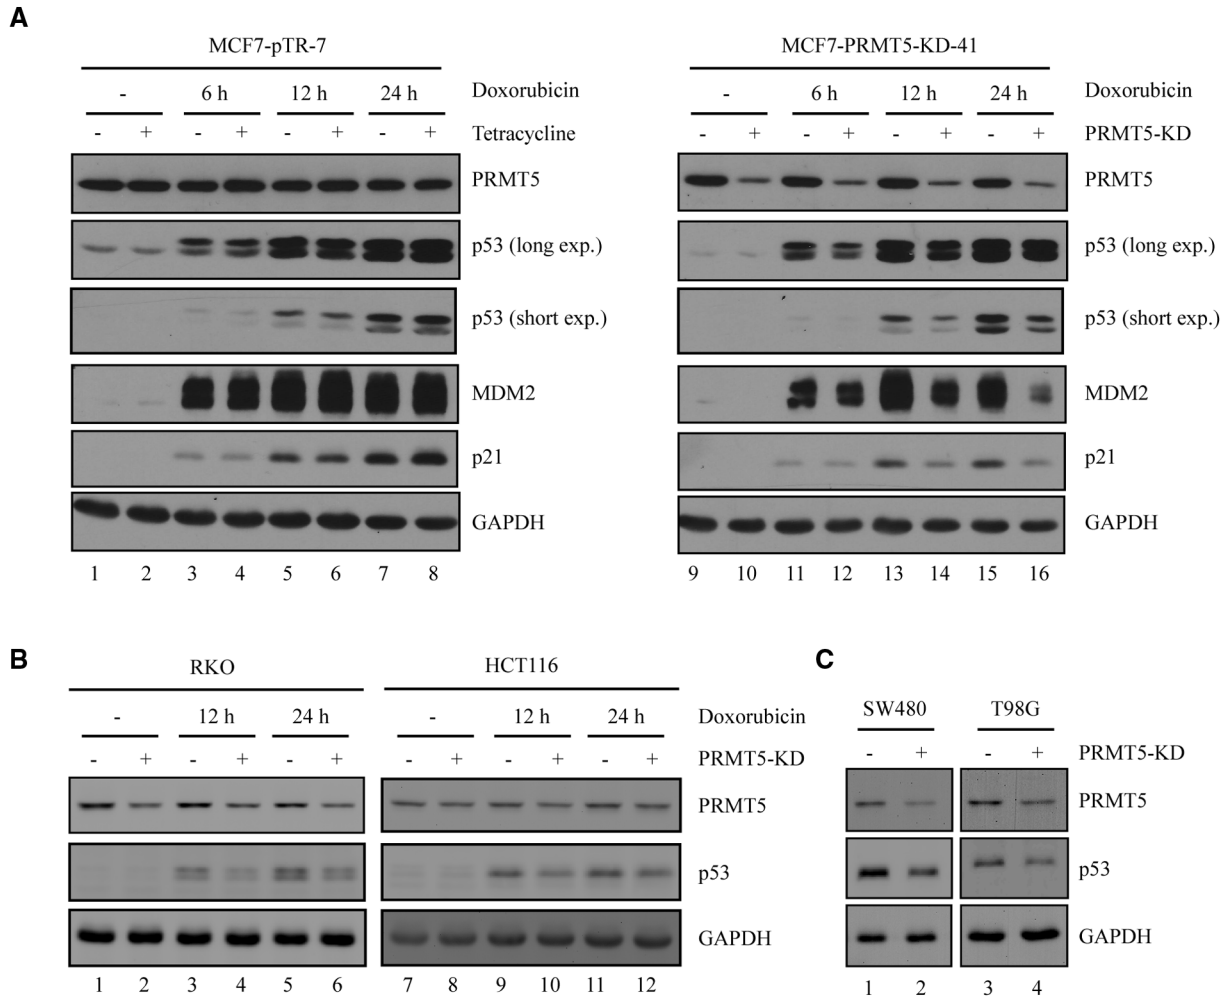 A
MCF7-pTR-7
- 6 h 12 h 24 h Doxorubicin
- + - + - + - + Tetracycline
PRMT5
p53 (long exp.)
p53 (short exp.)
MDM2
p21
GAPDH
1 2 3 4 5 6 7 8
MCF7-PRMT5-KD-41
- 6 h 12 h 24 h Doxorubicin
- + - + - + - + PRMT5-KD
PRMT5
p53 (long exp.)
p53 (short exp.)
MDM2
p21
GAPDH
9 10 11 12 13 14 15 16
B
RKO HCT116
- 12 h 24 h - 12 h 24 h Doxorubicin
- + - + - + - + - + - + PRMT5-KD
PRMT5
p53
GAPDH
1 2 3 4 5 6 7 8 9 10 11 12
C
SW480 T98G
- + - + PRMT5-KD
PRMT5
p53
GAPDH
1 2 3 4